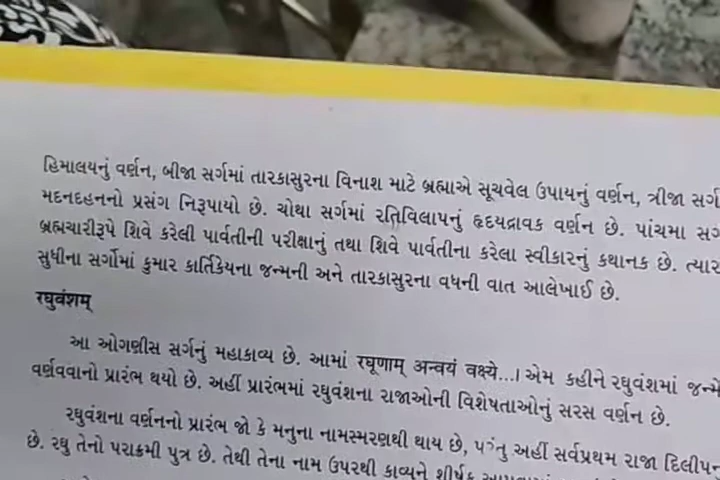 હિમાલયનું વર્ણન, બીજા સર્ગમાં તારકાસુરના વિનાશ માટે બ્રહ્માએ સૂચવેલ ઉપાયનું વર્ણન, ત્રીજા સર્ગ
મદનદહનનો પ્રસંગ નિરૂપાયો છે. ચોથા સર્ગમાં રતિવિલાપનું હૃદયદ્રાવક વર્ણન છે. પાંચમા સર્ગ
બ્રહ્મચારીરૂપે શિવે કરેલી પાર્વતીની પરીક્ષાનું તથા શિવે પાર્વતીના કરેલા સ્વીકારનું કથાનક છે. ત્યાર
સુધીના સર્ગોમાં કુમાર કાર્તિકેયના જન્મની અને તારકાસુરના વધની વાત આલેખાઈ છે.
રઘુવંશમ્
આ ઓગણીસ સર્ગનું મહાકાવ્ય છે. આમાં રઘૂણામ્ અન્વયં વક્ષ્યે...। એમ કહીને રઘુવંશમાં જન્મે
વર્ણવવાનો પ્રારંભ થયો છે. અહીં પ્રારંભમાં રઘુવંશના રાજાઓની વિશેષતાઓનું સરસ વર્ણન છે.
રઘુવંશના વર્ણનનો પ્રારંભ જો કે મનુના નામસ્મરણથી થાય છે, પરંતુ અહીં સર્વપ્રથમ રાજા દિલીપન
છે. રઘુ તેનો પરાક્રમી પુત્ર છે. તેથી તેના નામ ઉપરથી કાવ્યને શીર્ષક